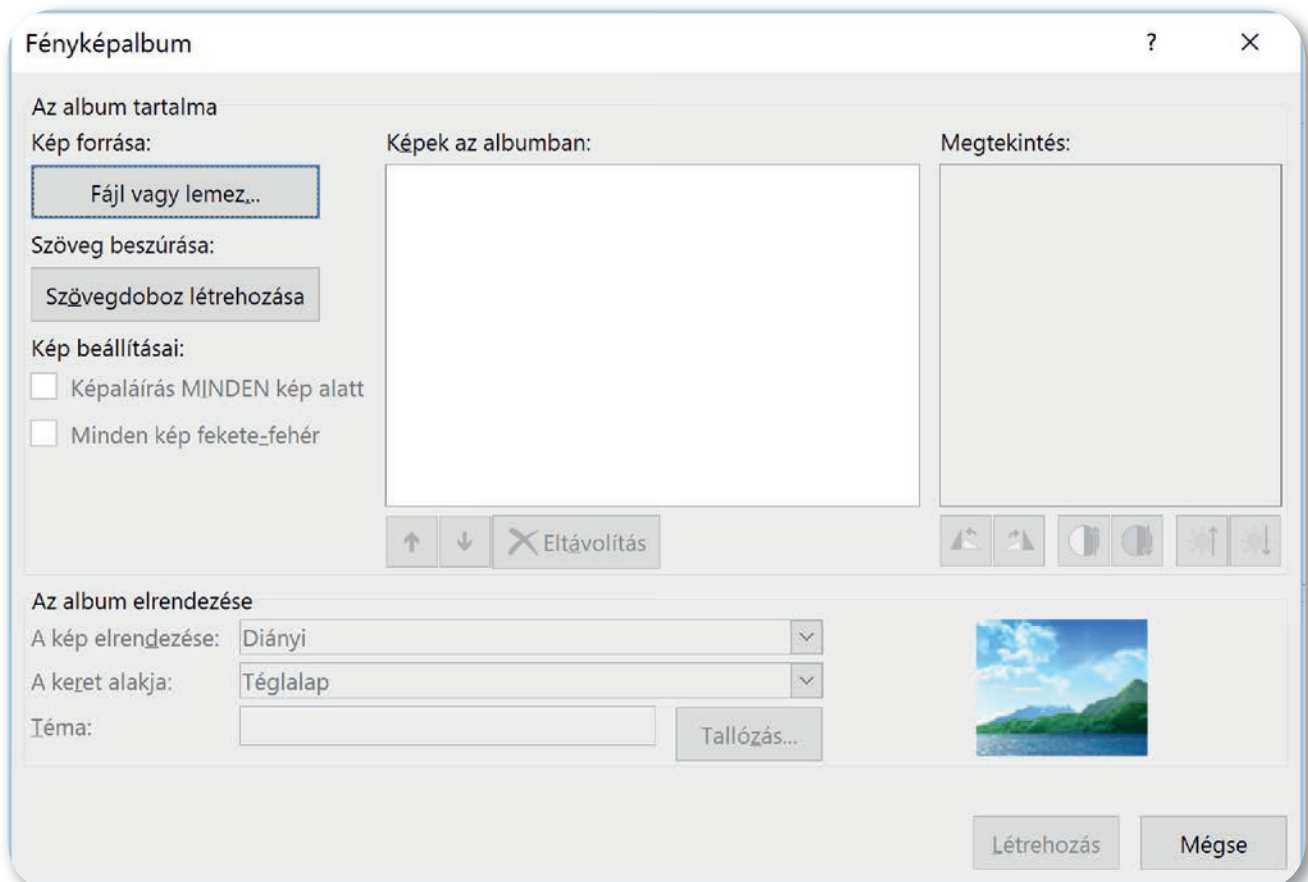 Fényképalbum ?
Az album tartalma
Kép forrása:
Fájl vagy lemez...
Szöveg beszúrása:
Szövegdoboz létrehozása
Kép beállításai:
Képaláírás MINDEN kép alatt
Minden kép fekete-fehér
Képek az albumban:
Eltávolítás
Megtekintés:
Az album elrendezése
A kép elrendezése: Diányi
A keret alakja: Téglalap
Téma:
Tallózás...
Létrehozás Mégse